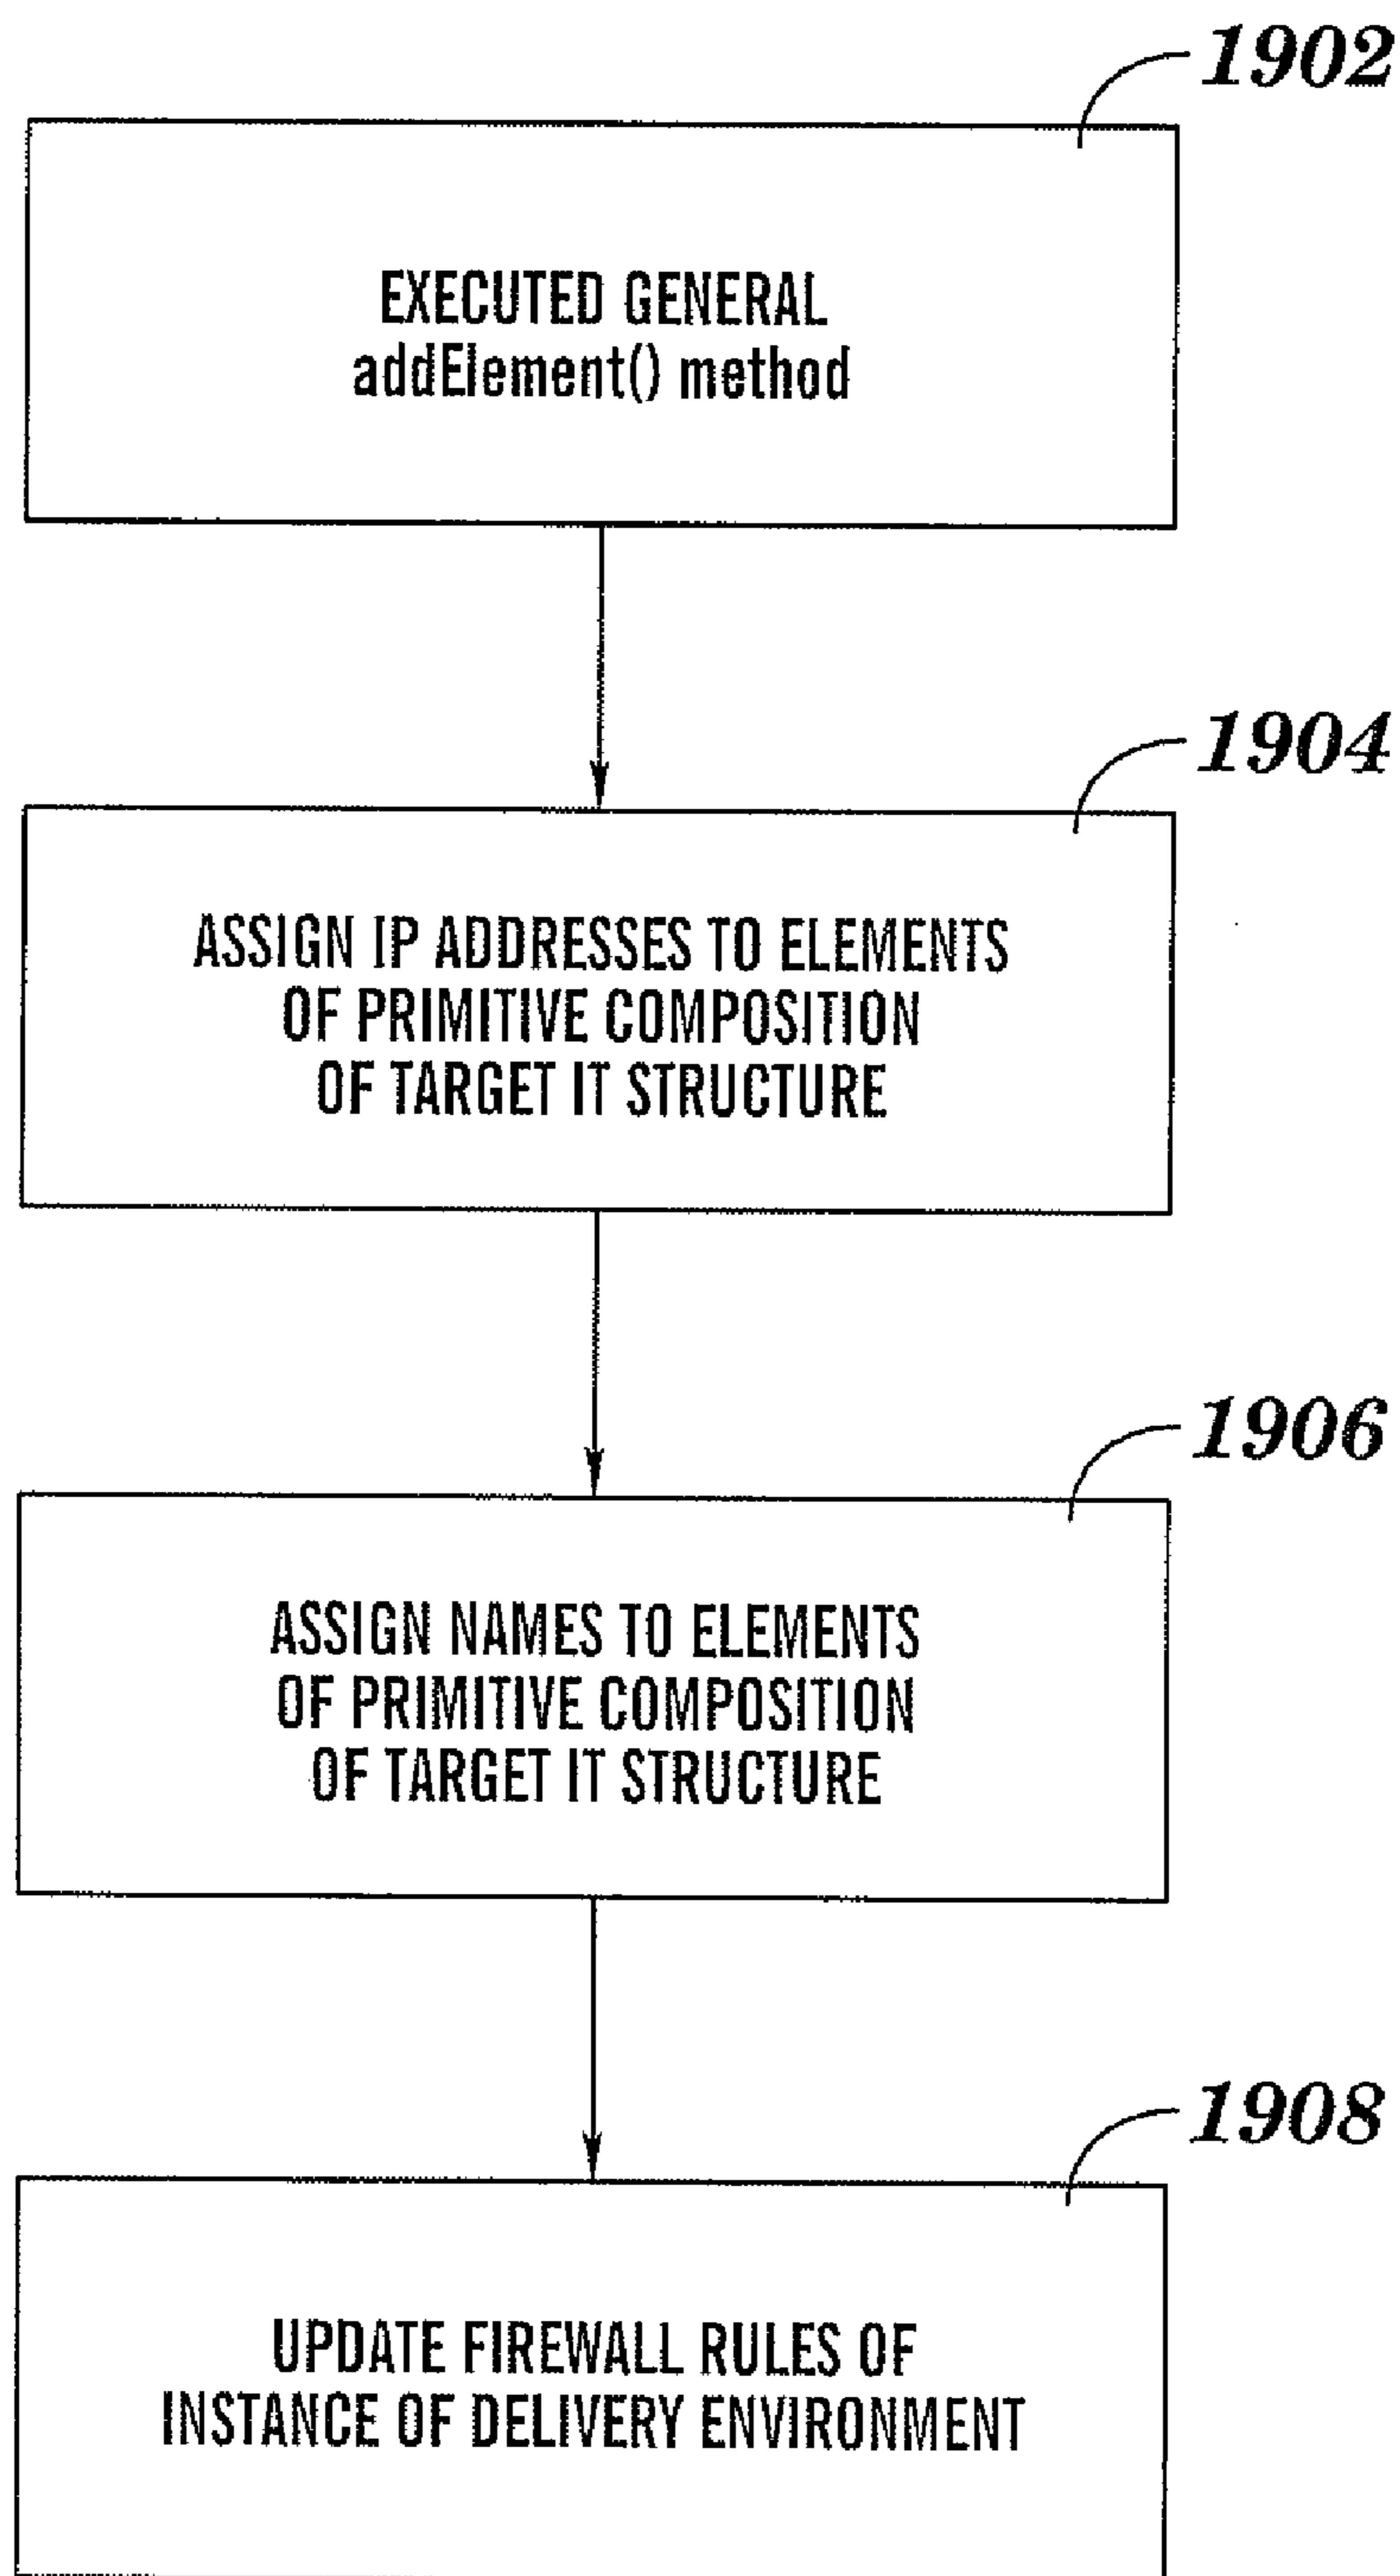 1902
EXECUTED GENERAL
addElement() method
1904
ASSIGN IP ADDRESSES TO ELEMENTS
OF PRIMITIVE COMPOSITION
OF TARGET IT STRUCTURE
1906
ASSIGN NAMES TO ELEMENTS
OF PRIMITIVE COMPOSITION
OF TARGET IT STRUCTURE
1908
UPDATE FIREWALL RULES OF
INSTANCE OF DELIVERY ENVIRONMENT